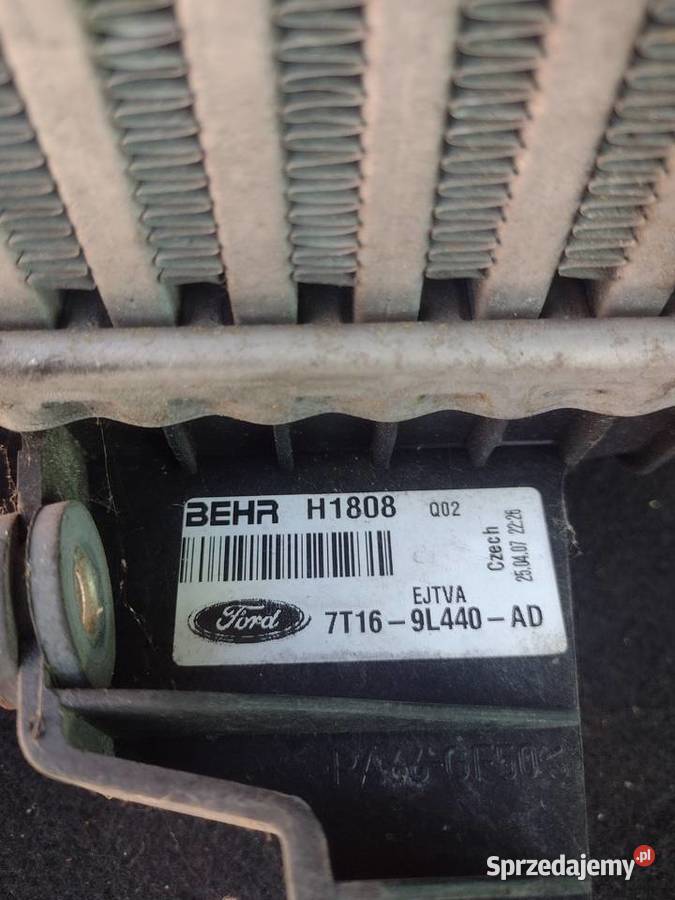 BEHR H1808 Q02
Czech
25.04.07 22:26
EJTVA
Ford 7T16-9L440-AD
Sprzedajemy.pl